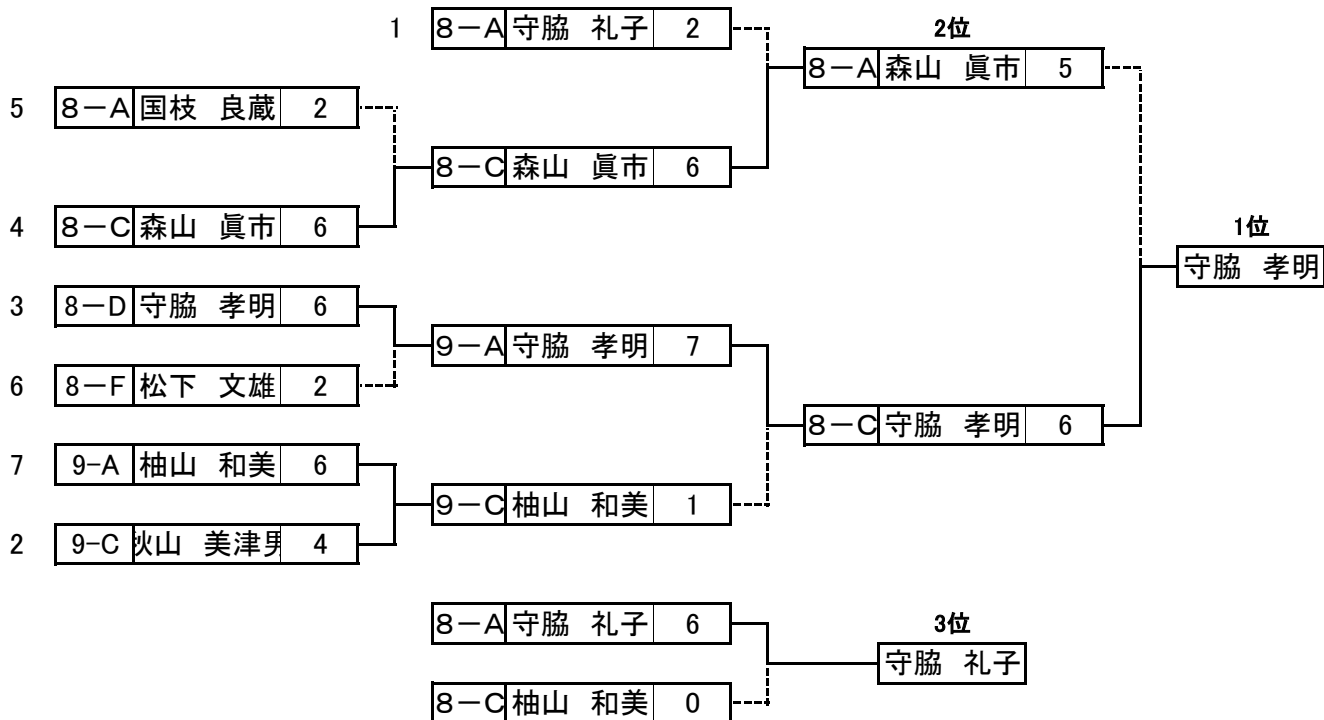 1 8－A 守脇 礼子 2
2位
8－A 森山 眞市 5
5 8－A 国枝 良蔵 2
8－C 森山 眞市 6
4 8－C 森山 眞市 6
1位
守脇 孝明
3 8－D 守脇 孝明 6
9－A 守脇 孝明 7
6 8－F 松下 文雄 2
8－C 守脇 孝明 6
7 9-A 柚山 和美 6
9－C 柚山 和美 1
2 9-C 秋山 美津男 4
8－A 守脇 礼子 6
3位
守脇 礼子
8－C 柚山 和美 0